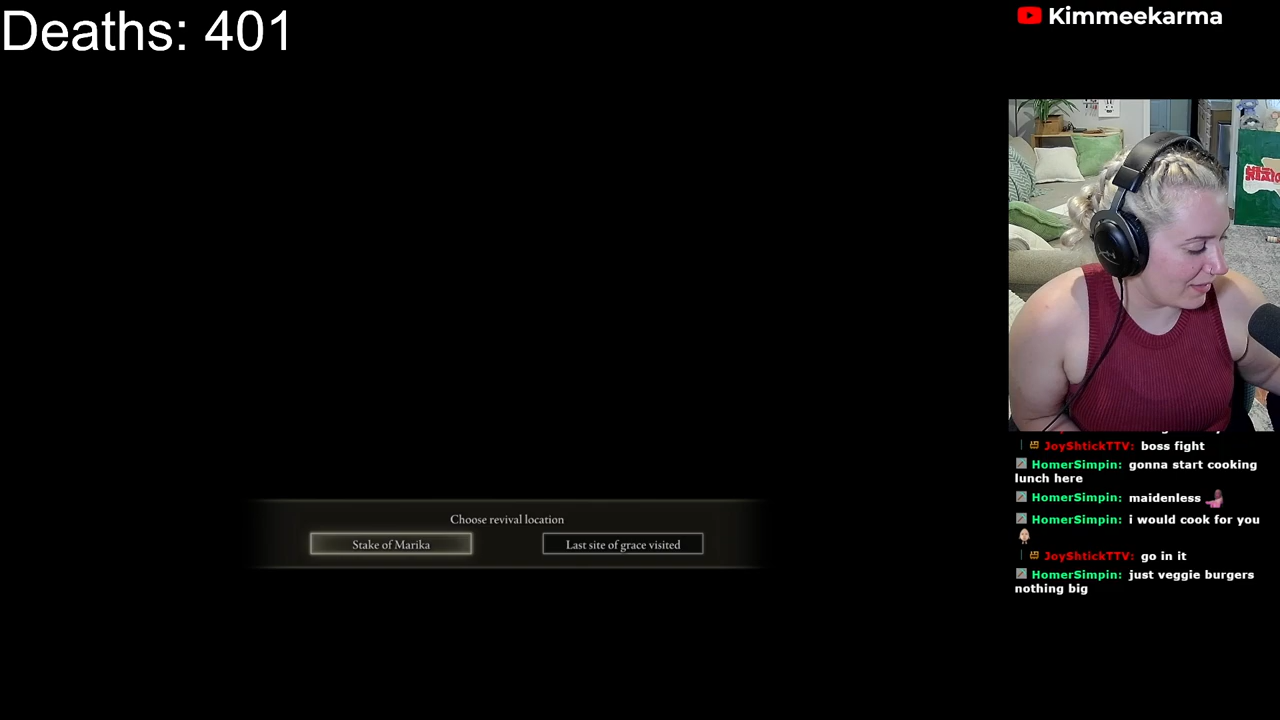 Deaths: 401
Kimmeekarma
JoyShtickTTV: boss fight
HomerSimpin: gonna start cooking
lunch here
HomerSimpin: maidenless
HomerSimpin: i would cook for you
JoyShtickTTV: go in it
HomerSimpin: just veggie burgers
nothing big
Choose revival location
Stake of Marika
Last site of grace visited